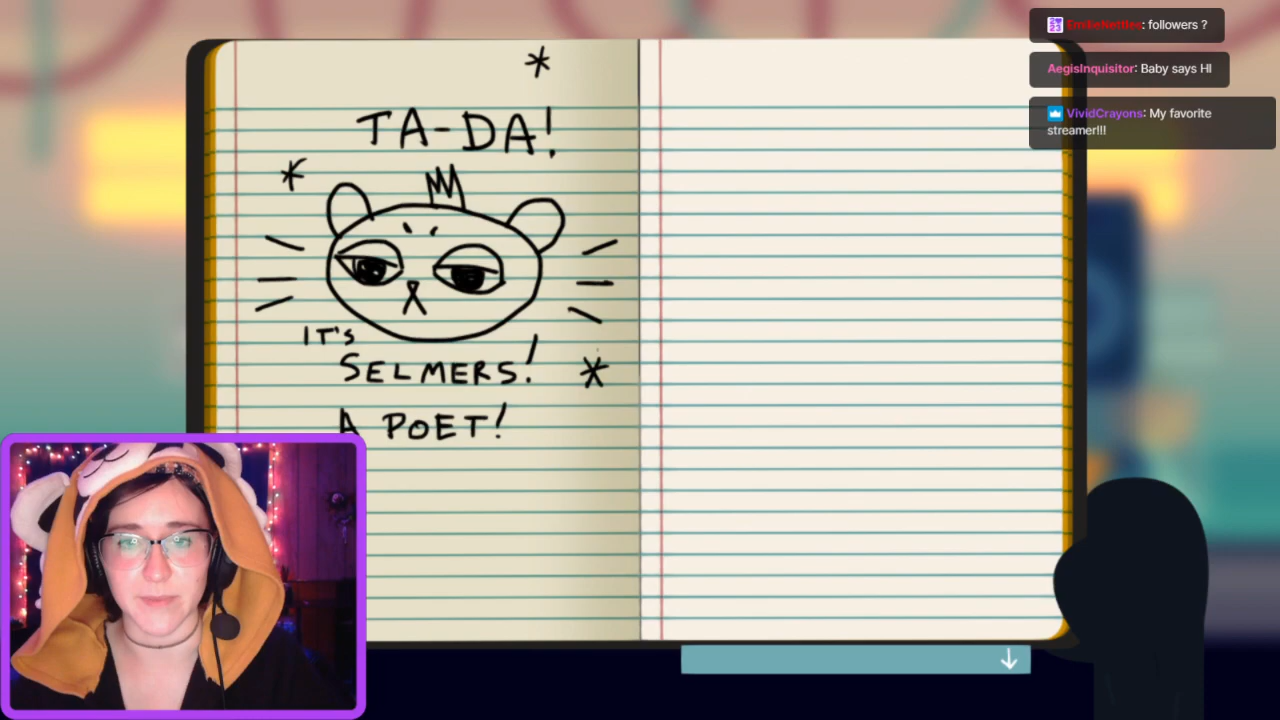 TA-DA!
IT'S
SELMERS!
A POET!
EmilieNettles: followers ?
AegisInquisitor: Baby says HI
VividCrayons: My favorite
streamer!!!